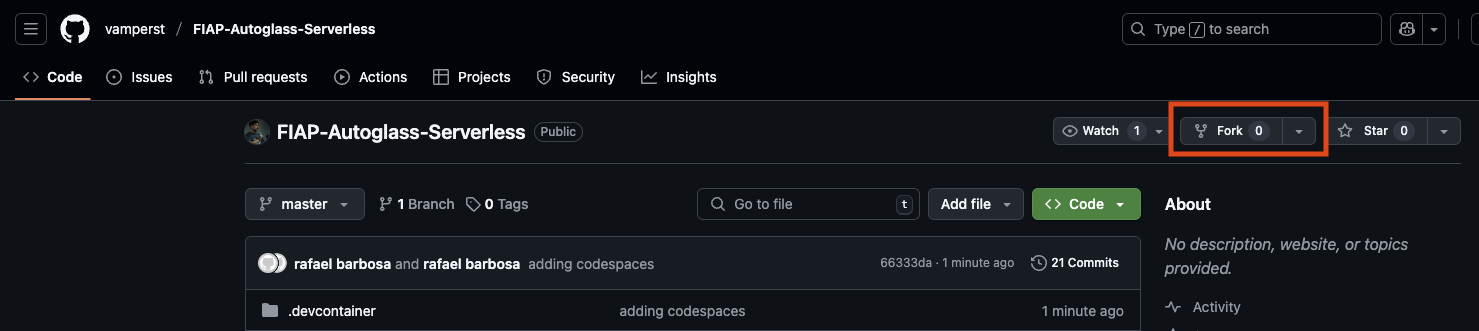 vamperst / FIAP-Autoglass-Serverless Type / to search
Code Issues Pull requests Actions Projects Security Insights
FIAP-Autoglass-Serverless Public Watch 1 Fork 0 Star 0
master 1 Branch 0 Tags Go to file t Add file Code About
No description, website, or topics
provided.
rafael barbosa and rafael barbosa adding codespaces 66333da · 1 minute ago 21 Commits
.devcontainer adding codespaces 1 minute ago Activity